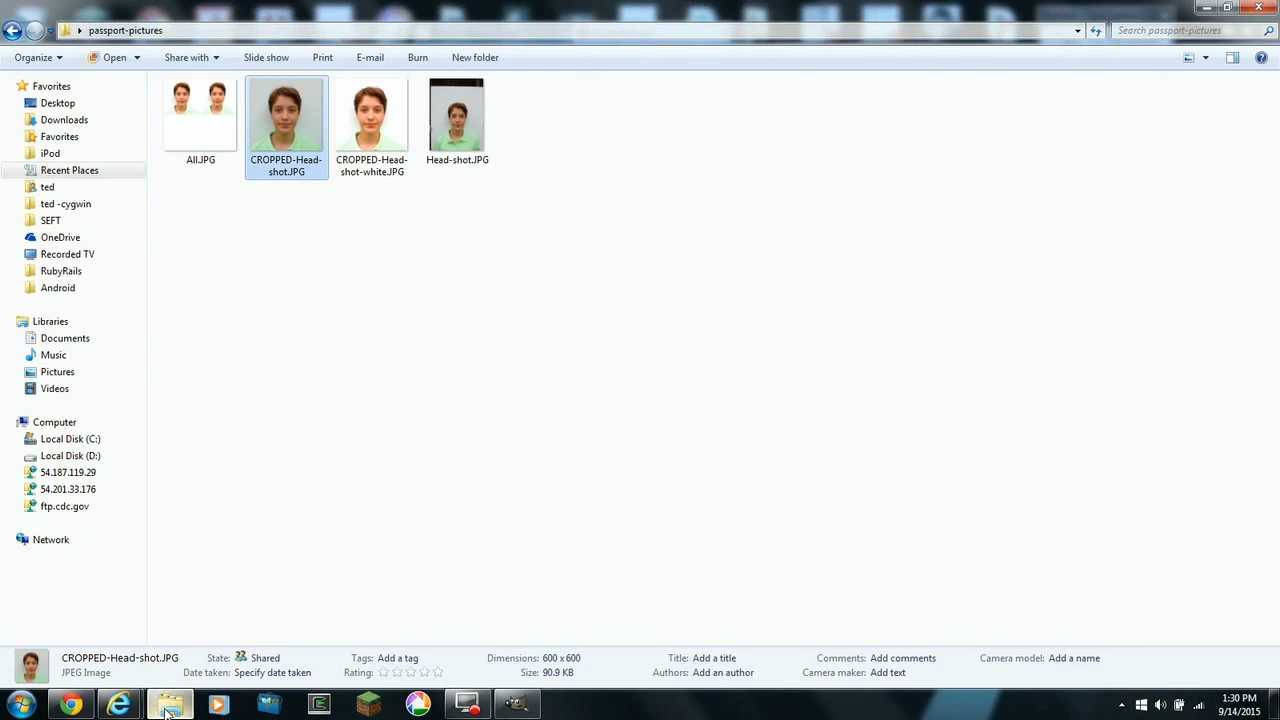 passport-pictures
Search passport-pictures
Organize Open Share with Slide show Print E-mail Burn New folder
Favorites
Desktop
Downloads
Favorites
iPod
Recent Places
ted
ted -cygwin
SEFT
OneDrive
Recorded TV
RubyRails
Android
Libraries
Documents
Music
Pictures
Videos
Computer
Local Disk (C:)
Local Disk (D:)
54.187.119.29
54.201.33.176
ftp.cdc.gov
Network
All.JPG
CROPPED-Head-
shot.JPG
CROPPED-Head-
shot-white.JPG
Head-shot.JPG
CROPPED-Head-shot.JPG State: Shared Tags: Add a tag Dimensions: 600 x 600 Title: Add a title Comments: Add comments Camera model: Add a name
JPEG Image Date taken: Specify date taken Rating: Size: 90.9 KB Authors: Add an author Camera maker: Add text
1:30 PM
9/14/2015